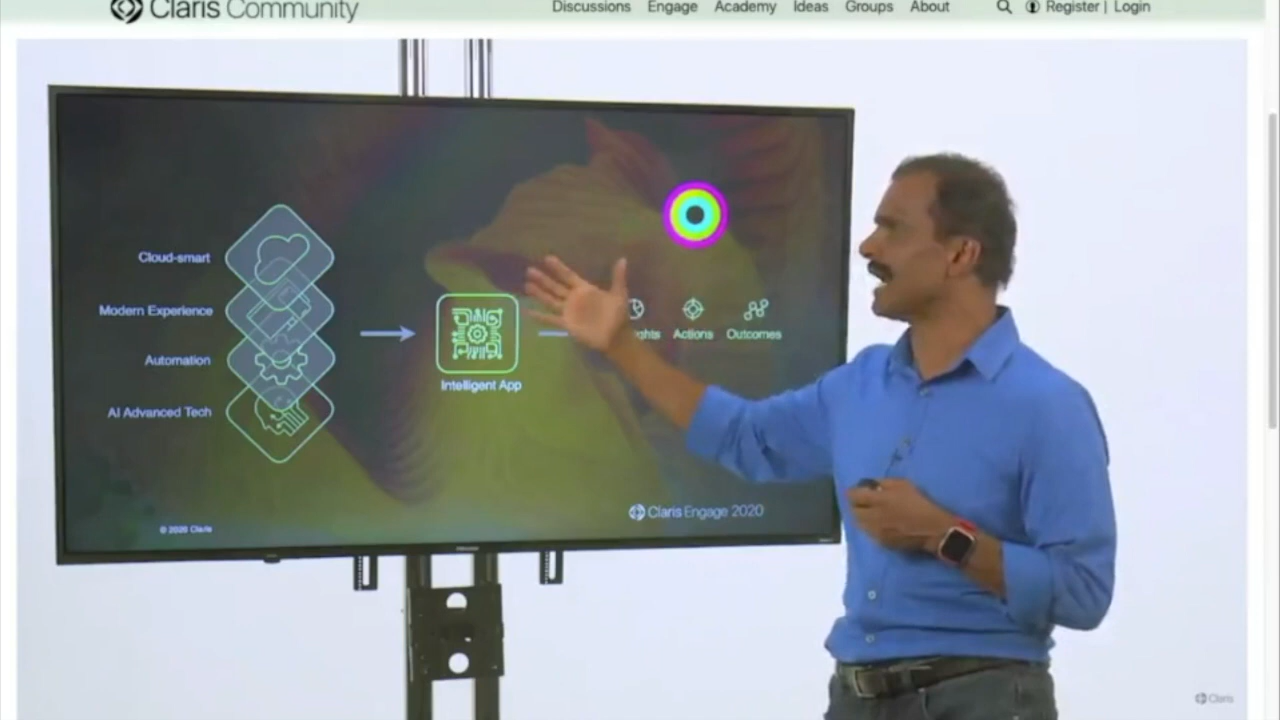 Claris Community
Discussions Engage Academy Ideas Groups About Register | Login
Cloud-smart
Modern Experience
Automation
AI Advanced Tech
Intelligent App
Actions Outcomes
© 2020 Claris
Claris Engage 2020
Claris